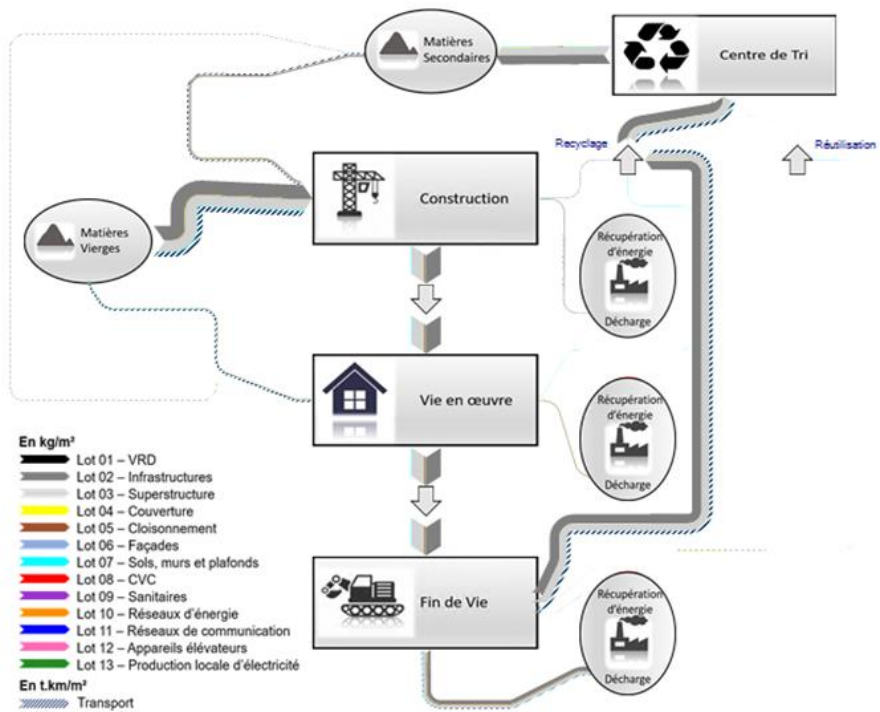 Matières
Secondaires
Centre de Tri
Recyclage
Réutilisation
Construction
Matières
Vierges
Récupération
d'énergie
Décharge
Vie en œuvre
Récupération
d'énergie
Décharge
En kg/m²
Lot 01 – VRD
Lot 02 – Infrastructures
Lot 03 – Superstructure
Lot 04 – Couverture
Lot 05 – Cloisonnement
Lot 06 – Façades
Lot 07 – Sols, murs et plafonds
Lot 08 – CVC
Lot 09 – Sanitaires
Lot 10 – Réseaux d'énergie
Lot 11 – Réseaux de communication
Lot 12 – Appareils élévateurs
Lot 13 – Production locale d'électricité
En t.km/m²
Transport
Fin de Vie
Récupération
d'énergie
Décharge